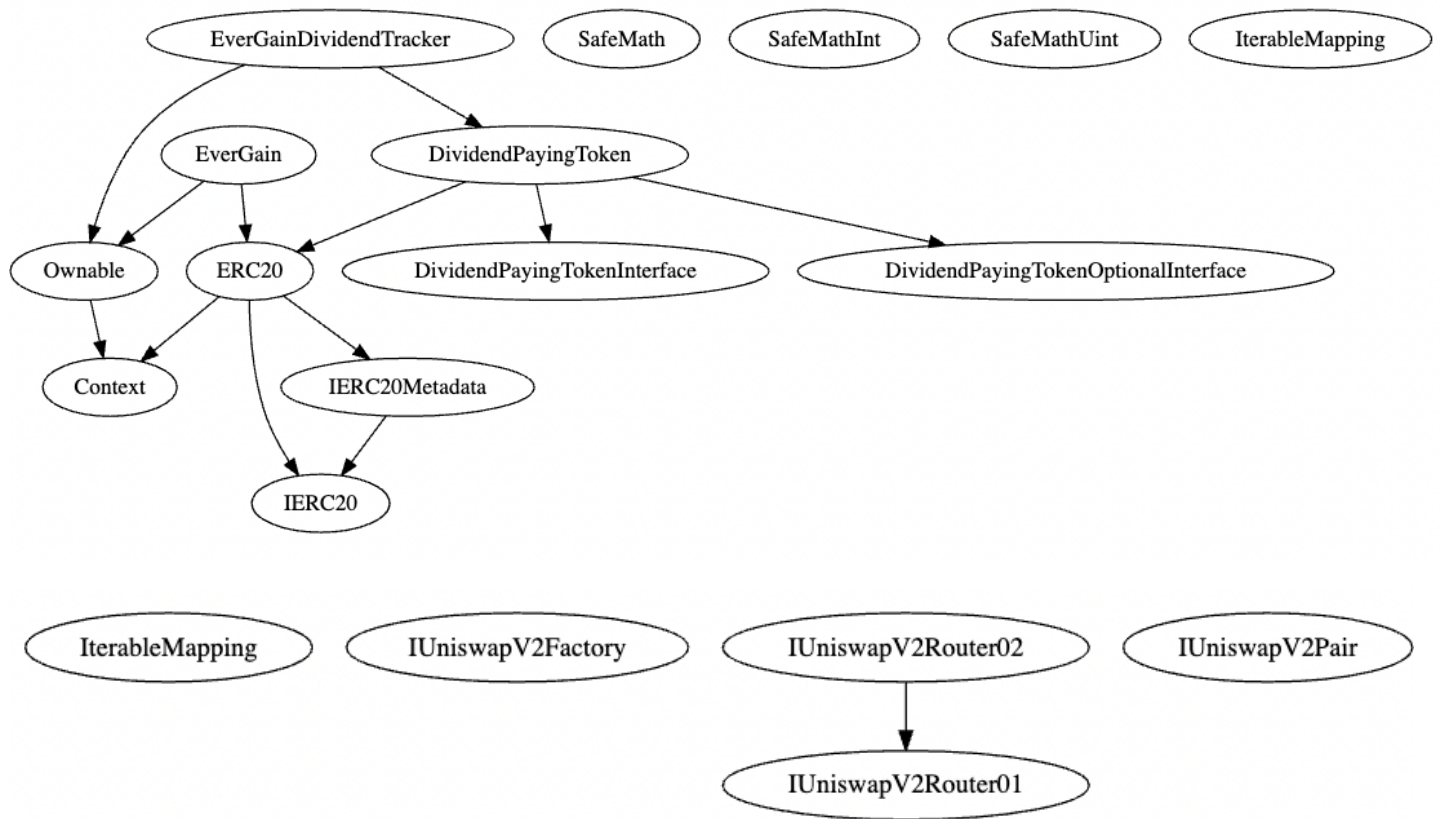 EverGainDividendTracker
SafeMath
SafeMathInt
SafeMathUint
IterableMapping
EverGain
DividendPayingToken
Ownable
ERC20
DividendPayingTokenInterface
DividendPayingTokenOptionalInterface
Context
IERC20Metadata
IERC20
IterableMapping
IUniswapV2Factory
IUniswapV2Router02
IUniswapV2Pair
IUniswapV2Router01